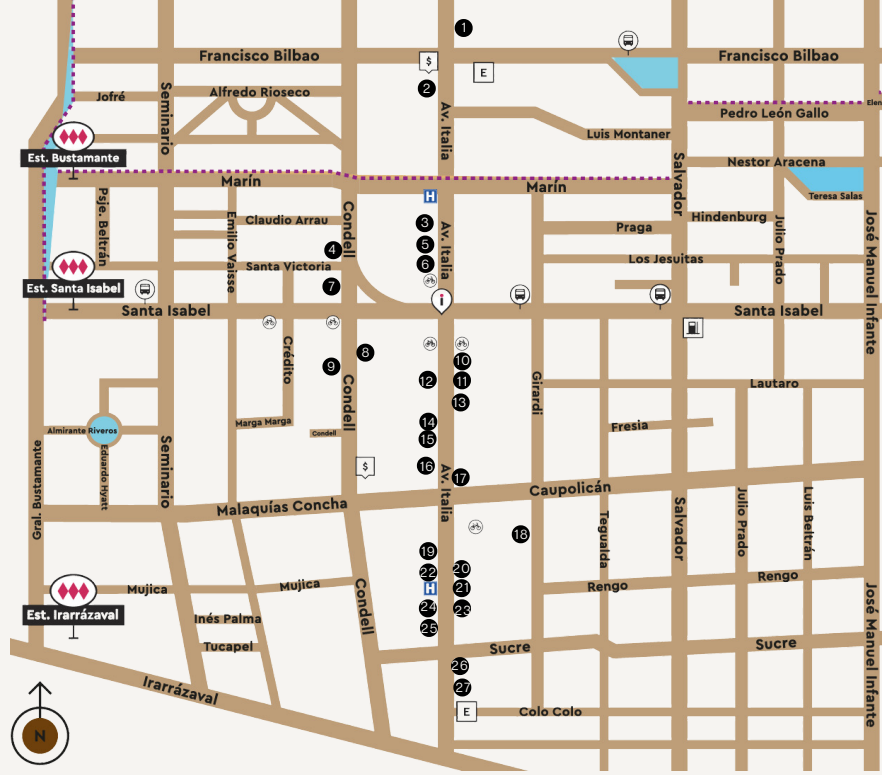 1
Francisco Bilbao
Francisco Bilbao
$
E
2
Jofré
Seminario
Alfredo Rioseco
Av. Italia
Pedro León Gallo
Elen
Luis Montaner
Est. Bustamante
Nestor Aracena
Marín
Marín
Salvador
Teresa Salas
H
Psje. Beltrán
Emilio Vaisse
Claudio Arrau
Condell
3
Av. Italia
Praga
Hindenburg
Julio Prado
José Manuel Infante
4
5
6
Santa Victoria
Los Jesuitas
Est. Santa Isabel
7
i
Santa Isabel
Santa Isabel
Crédito
8
9
10
11
12
13
Condell
Girardi
Lautaro
Almirante Riveros
Marga Marga
Condell
14
15
Fresia
Gral. Bustamante
Eduardo Hyatt
Seminario
$
16
17
Av. Italia
Caupolicán
Malaquías Concha
Tegualda
Salvador
Julio Prado
Luis Beltrán
18
19
20
22
21
H
Mujica
Mujica
Rengo
Rengo
Condell
24
23
25
José Manuel Infante
Est. Irarrázaval
Inés Palma
Tucapel
Sucre
Sucre
26
27
Irarrázaval
E
Colo Colo
N